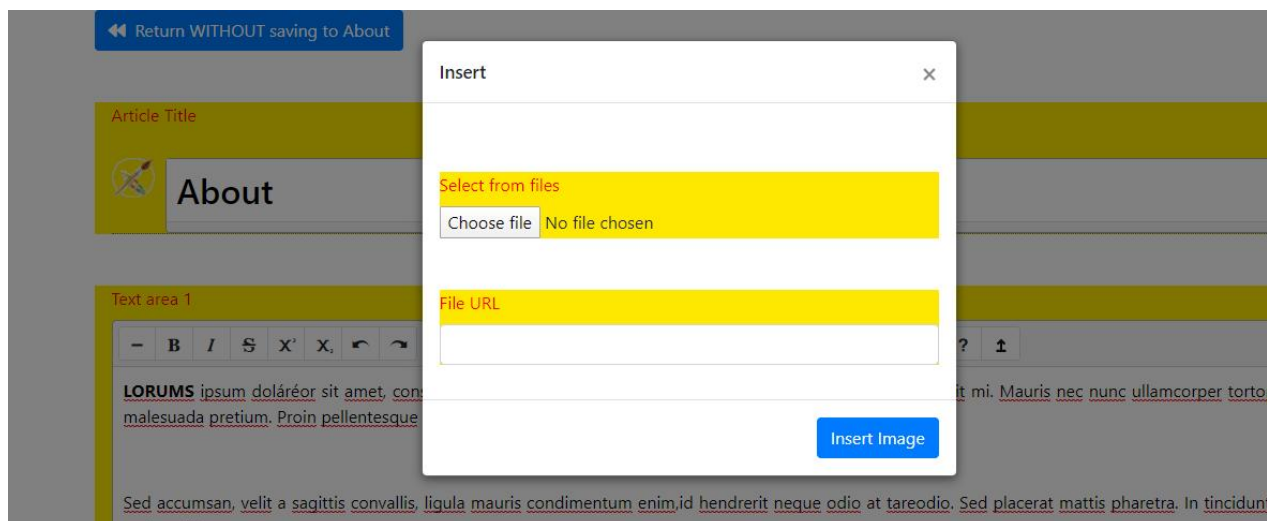 Return WITHOUT saving to About
Insert
×
Article Title
About
Select from files
Choose file No file chosen
Text area 1
File URL
B I S X² X, ? 
LORUMS ipsum doláréor sit amet, it mi. Mauris nec nunc ullamcorper
malesuada pretium. Proin pellentesque
Insert Image
Sed accumsan, velit a sagittis convallis, ligula mauris condimentum enim,id hendrerit neque odio at tareodio. Sed placerat mattis pharetra. In